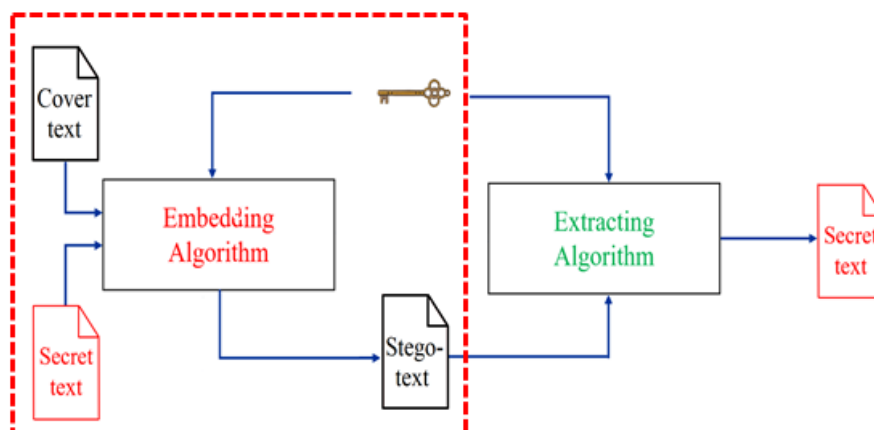 Cover
text
Embedding
Algorithm
Extracting
Algorithm
Secret
text
Secret
text
Stego-
text